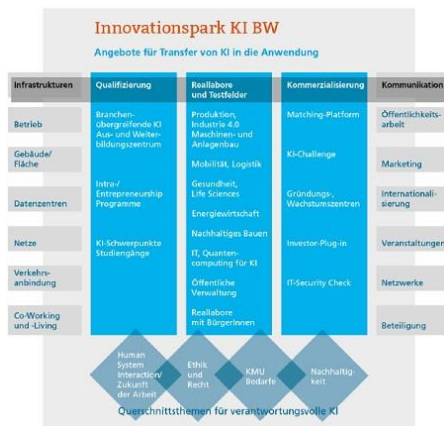 Innovationspark KI BW
Angebote für Transfer von KI in die Anwendung
Infrastrukturen
Betrieb
Gebäude/
Fläche
Datenzentren
Netze
Verkehrs-
anbindung
Co-Working
und -Living
Qualifizierung
Branchen-
übergreifende KI
Aus- und Weiter-
bildungszentrum
Intra-/
Entrepreneurship
Programme
KI-Schwerpunkte
Studiengänge
Reallabore
und Testfelder
Produktion,
Industrie 4.0
Maschinen- und
Anlagenbau
Mobilität, Logistik
Gesundheit,
Life Sciences
Energiewirtschaft
Nachhaltiges Bauen
IT, Quanten-
computing für KI
Öffentliche
Verwaltung
Reallabore
mit BürgerInnen
Kommerzialisierung
Matching-Platform
KI-Challenge
Gründungs-,
Wachstumszentren
Investor-Plug-in
IT-Security Check
Kommunikation
Öffentlichkeits-
arbeit
Marketing
Internationali-
sierung
Veranstaltungen
Netzwerke
Beteiligung
Human
System
Interaction/
Zukunft
der Arbeit
Ethik
und
Recht
KMU
Bedarfe
Nachhaltig-
keit
Querschnittsthemen für verantwortungsvolle KI